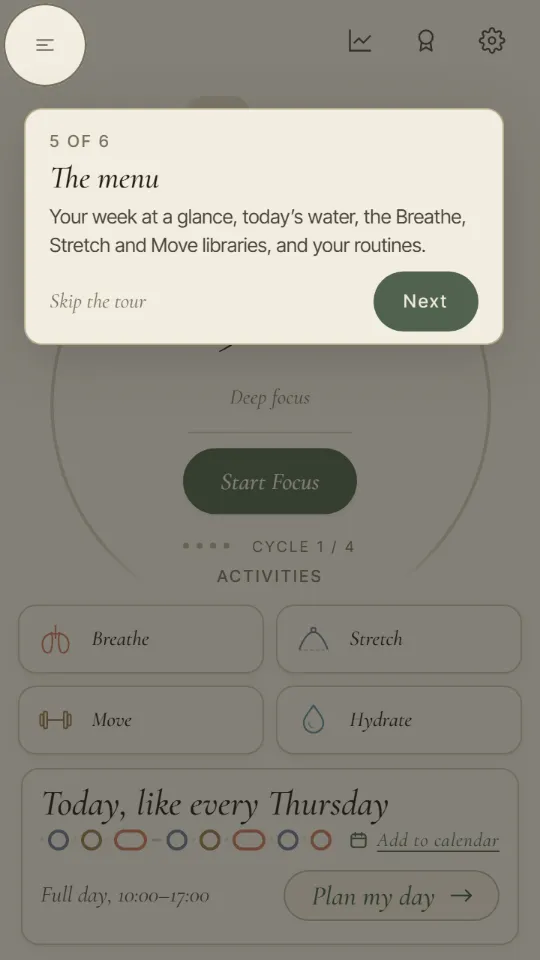 5 OF 6
The menu
Your week at a glance, today’s water, the Breathe,
Stretch and Move libraries, and your routines.
Skip the tour
Next
Deep focus
Start Focus
CYCLE 1 / 4
ACTIVITIES
Breathe
Stretch
Move
Hydrate
Today, like every Thursday
Add to calendar
Full day, 10:00–17:00
Plan my day →